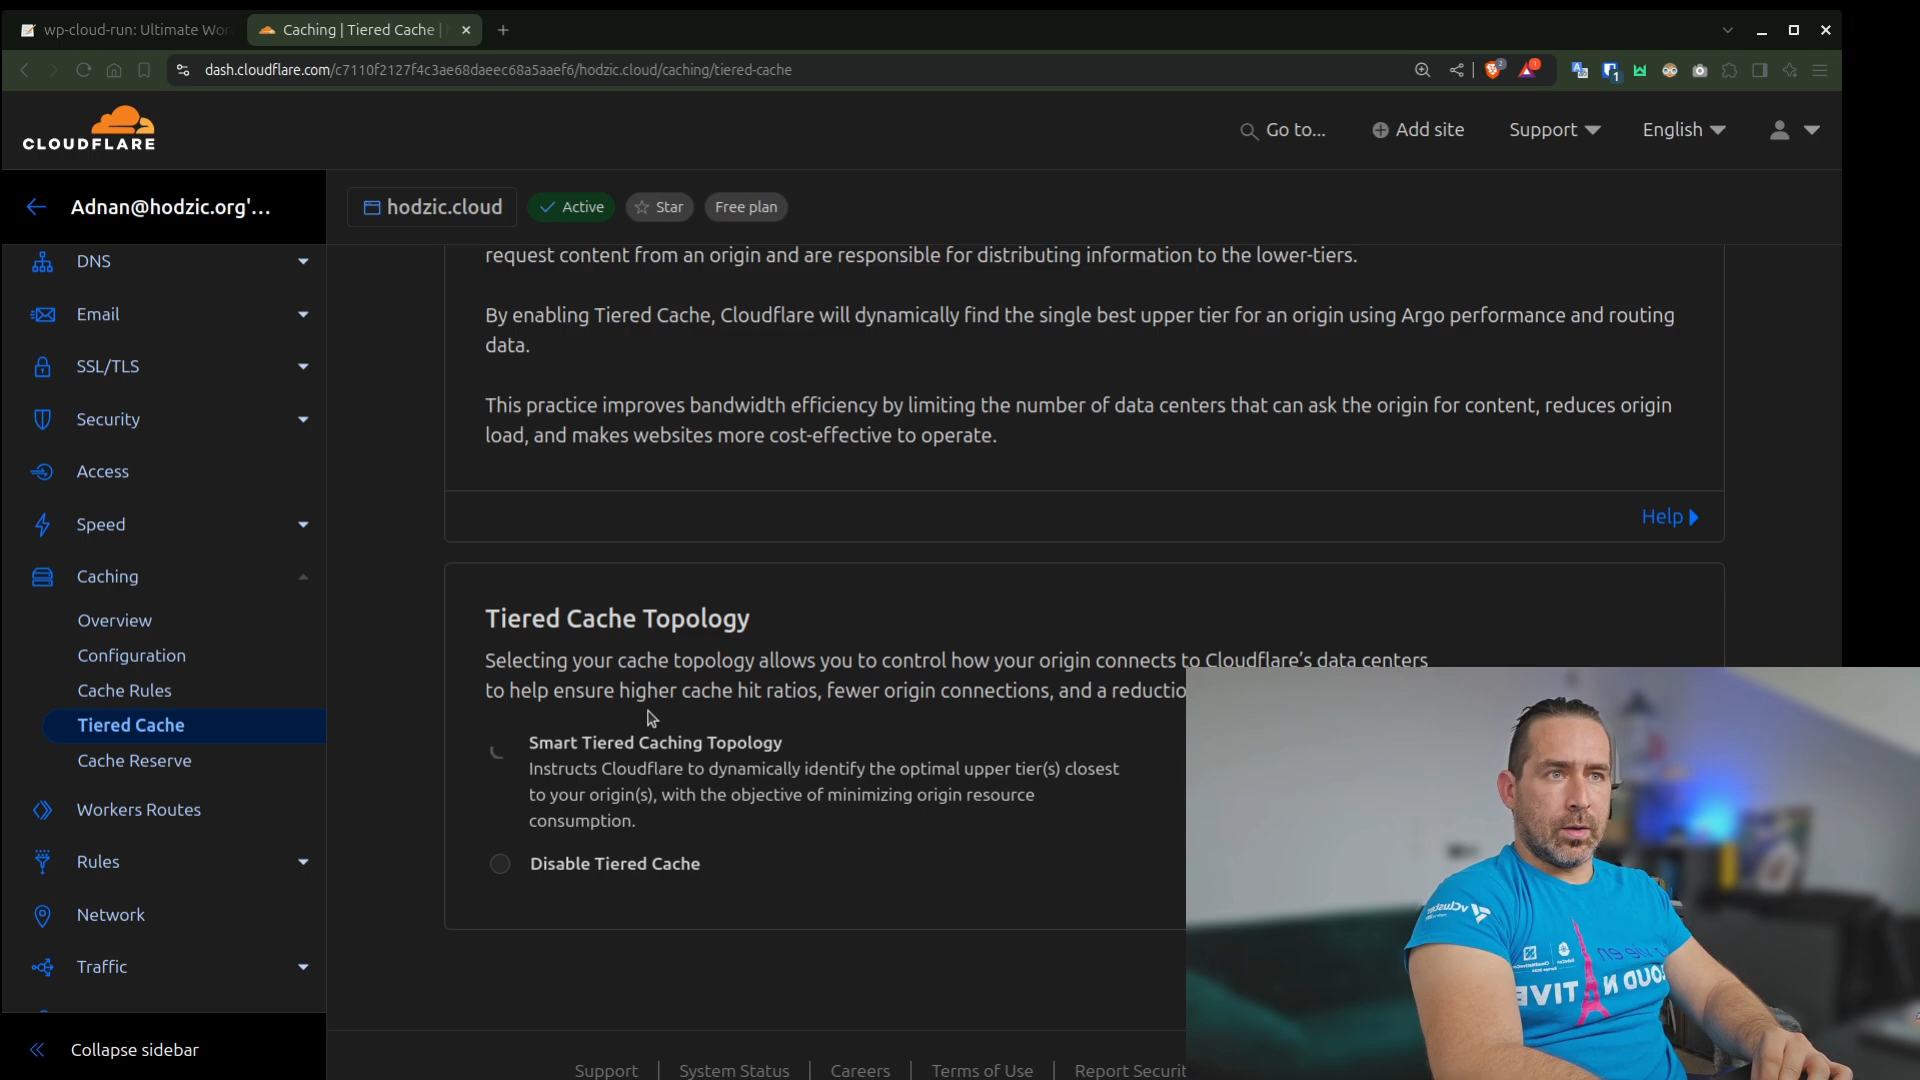 wp-cloud-run: Ultimate Wor
Caching | Tiered Cache |
dash.cloudflare.com/c7110f2127f4c3ae68daeec68a5aaef6/hodzic.cloud/caching/tiered-cache
2
1
1
CLOUDFLARE
Go to...
Add site
Support
English
Adnan@hodzic.org'...
hodzic.cloud
Active
Star
Free plan
DNS
Email
SSL/TLS
Security
Access
Speed
Caching
Overview
Configuration
Cache Rules
Tiered Cache
Cache Reserve
Workers Routes
Rules
Network
Traffic
Collapse sidebar
request content from an origin and are responsible for distributing information to the lower-tiers.
By enabling Tiered Cache, Cloudflare will dynamically find the single best upper tier for an origin using Argo performance and routing
data.
This practice improves bandwidth efficiency by limiting the number of data centers that can ask the origin for content, reduces origin
load, and makes websites more cost-effective to operate.
Help
Tiered Cache Topology
Selecting your cache topology allows you to control how your origin connects to Cloudflare’s data centers
to help ensure higher cache hit ratios, fewer origin connections, and a reductio
Smart Tiered Caching Topology
Instructs Cloudflare to dynamically identify the optimal upper tier(s) closest
to your origin(s), with the objective of minimizing origin resource
consumption.
Disable Tiered Cache
Support
System Status
Careers
Terms of Use
Report Securit
vCluster